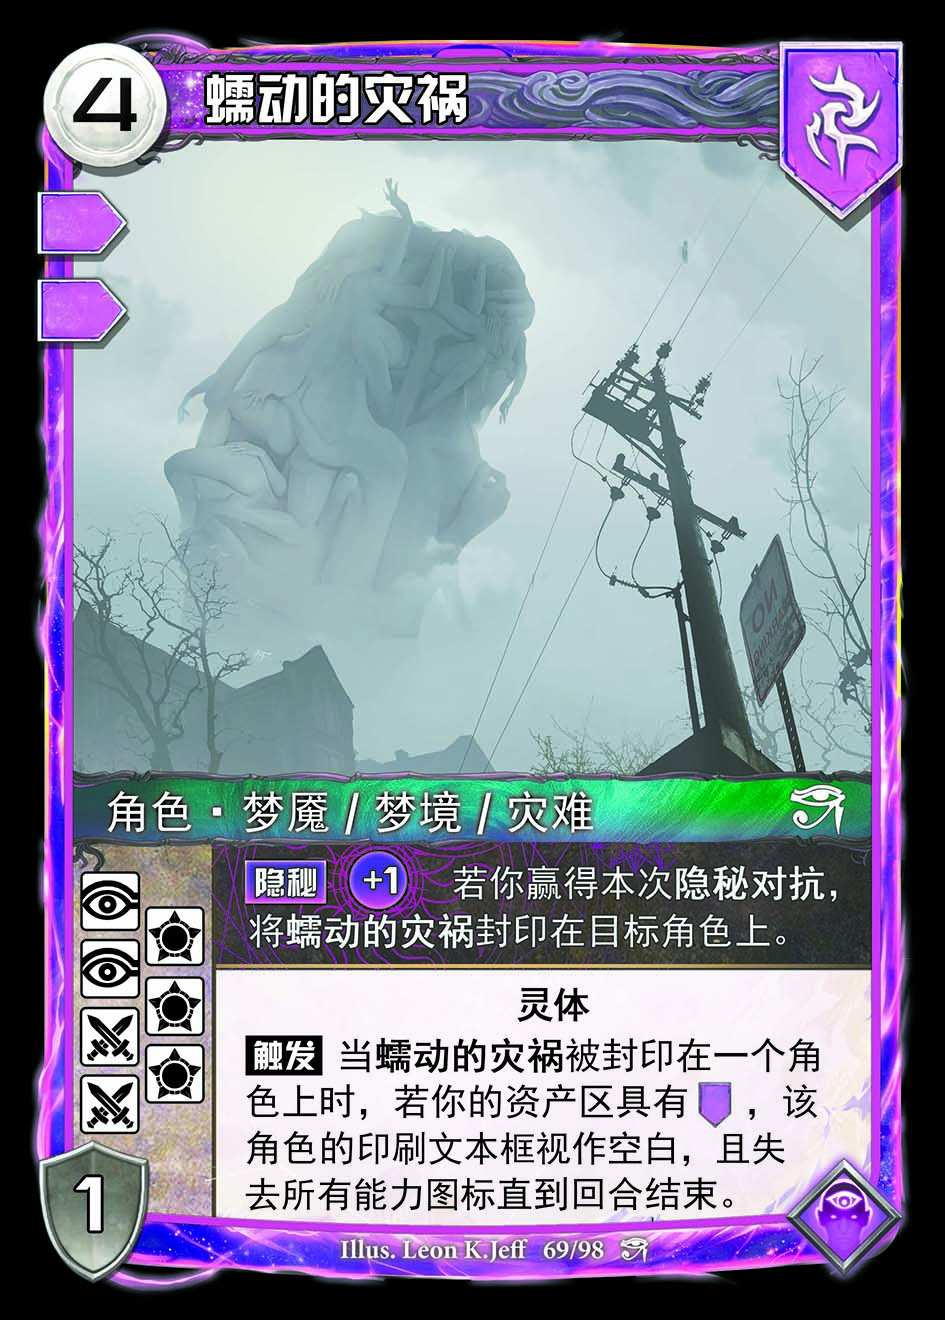 4
蠕动的灾祸
NO
角色·梦魇/梦境/灾难
隐秘 +1 若你赢得本次隐秘对抗，
将蠕动的灾祸封印在目标角色上。
灵体
触发 当蠕动的灾祸被封印在一个角
色上时，若你的资产区具有 ，该
角色的印刷文本框视作空白，且失
去所有能力图标直到回合结束。
1
Illus. Leon K.Jeff 69/98